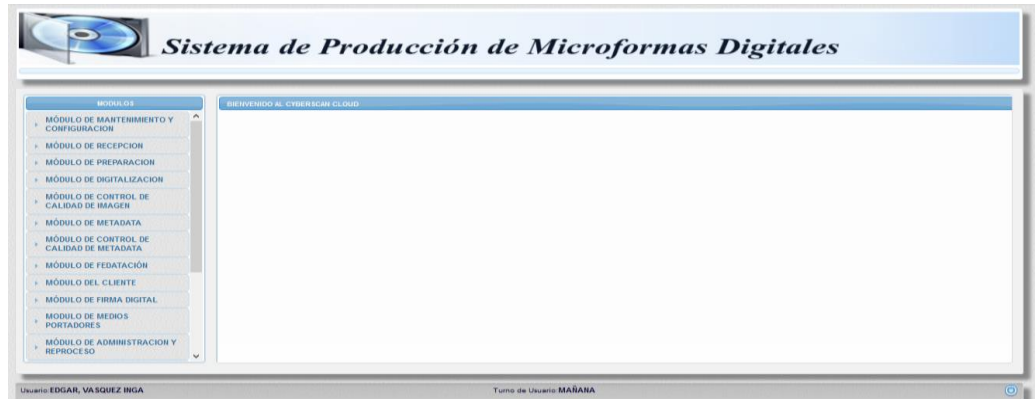 Sistema de Producción de Microformas Digitales
MODULOS
BIENVENIDO AL CYBERSCAN CLOUD
MÓDULO DE MANTENIMIENTO Y
CONFIGURACION
MÓDULO DE RECEPCION
MÓDULO DE PREPARACION
MÓDULO DE DIGITALIZACION
MÓDULO DE CONTROL DE
CALIDAD DE IMAGEN
MÓDULO DE METADATA
MÓDULO DE CONTROL DE
CALIDAD DE METADATA
MÓDULO DE FEDATACIÓN
MÓDULO DEL CLIENTE
MÓDULO DE FIRMA DIGITAL
MODULO DE MEDIOS
PORTADORES
MÓDULO DE ADMINISTRACION Y
REPROCESO
Usuario:EDGAR, VASQUEZ INGA
Turno de Usuario:MAÑANA